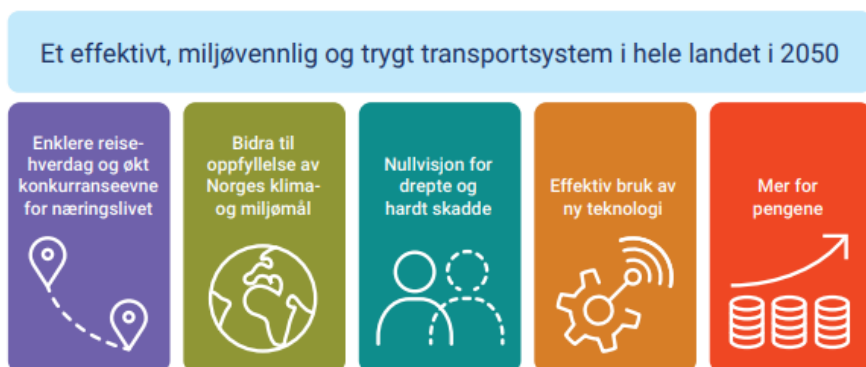 Et effektivt, miljøvennlig og trygt transportsystem i hele landet i 2050
Enklere reise-
hverdag og økt
konkurranseevne
for næringslivet
Bidra til
oppfyllelse av
Norges klima-
og miljømål
Nullvisjon for
drepte og
hardt skadde
Effektiv bruk av
ny teknologi
Mer for
pengene